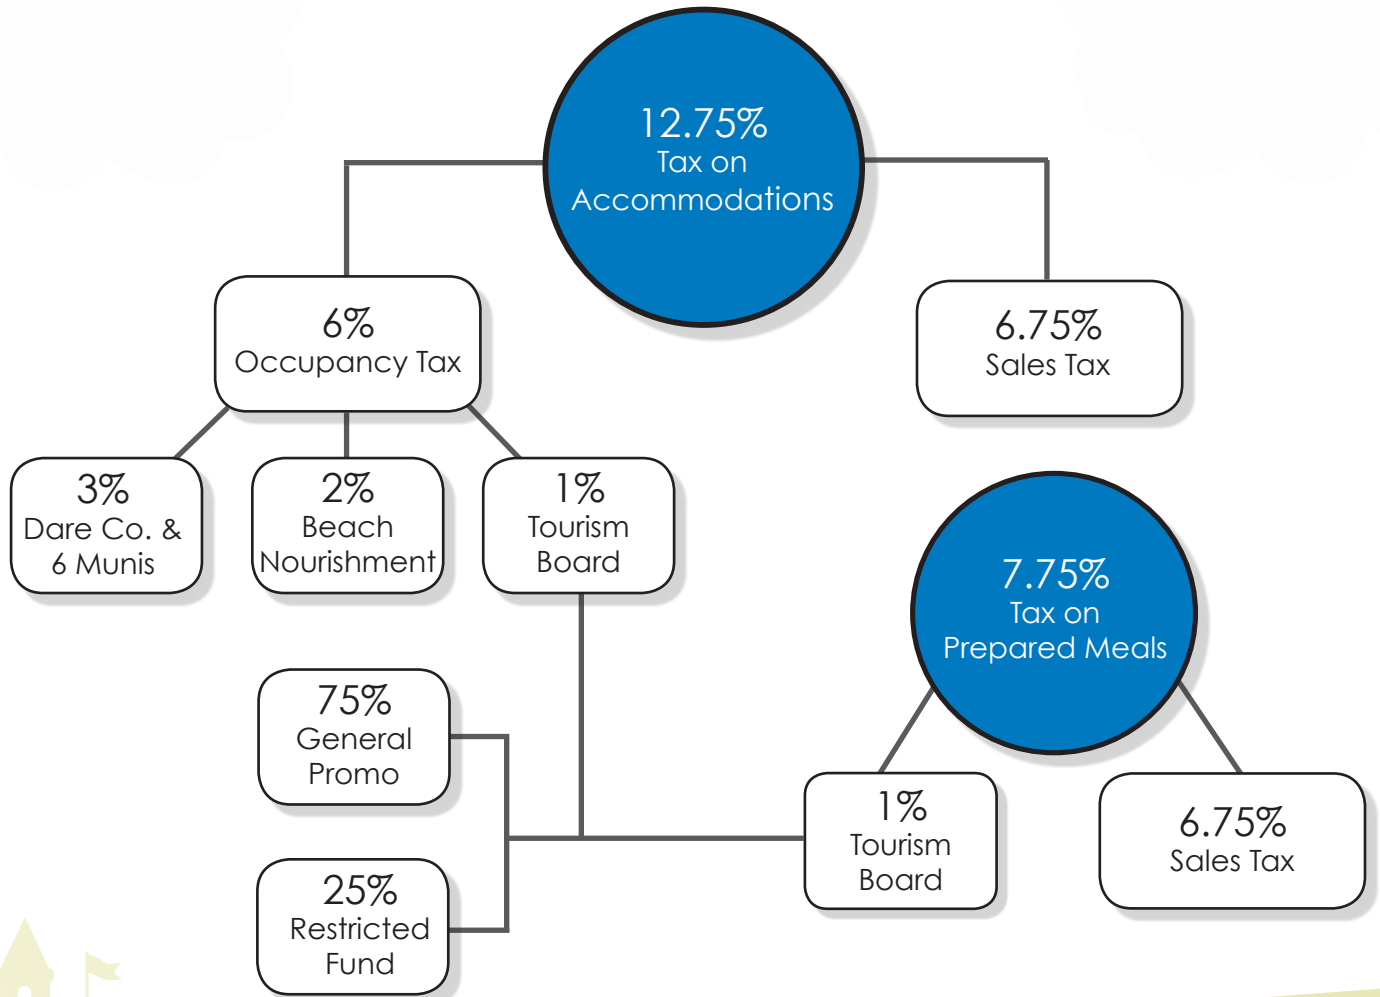 12.75%
Tax on
Accommodations
6%
Occupancy Tax
6.75%
Sales Tax
3%
Dare Co. &
6 Munis
2%
Beach
Nourishment
1%
Tourism
Board
7.75%
Tax on
Prepared Meals
75%
General
Promo
1%
Tourism
Board
6.75%
Sales Tax
25%
Restricted
Fund